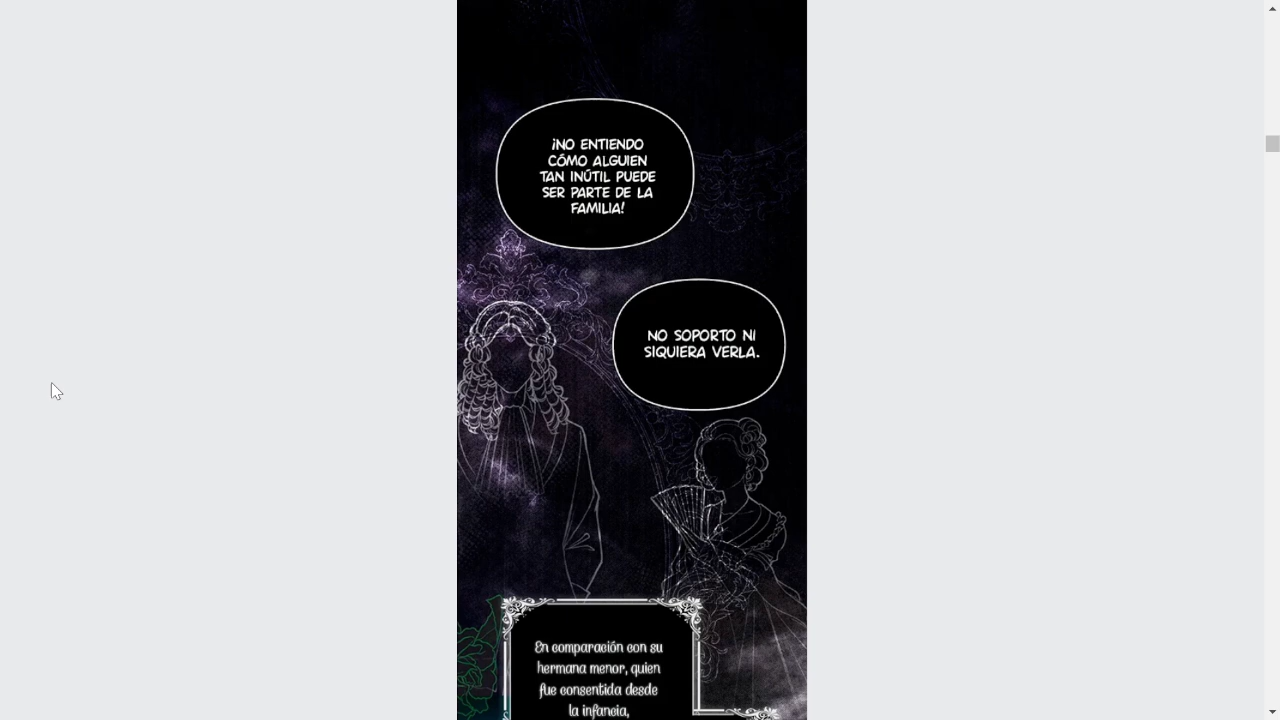 ¡NO ENTIENDO
CÓMO ALGUIEN
TAN INÚTIL PUEDE
SER PARTE DE LA
FAMILIA!
NO SOPORTO NI
SIQUIERA VERLA.
En comparación con su
hermana menor, quien
fue consentida desde
la infancia,